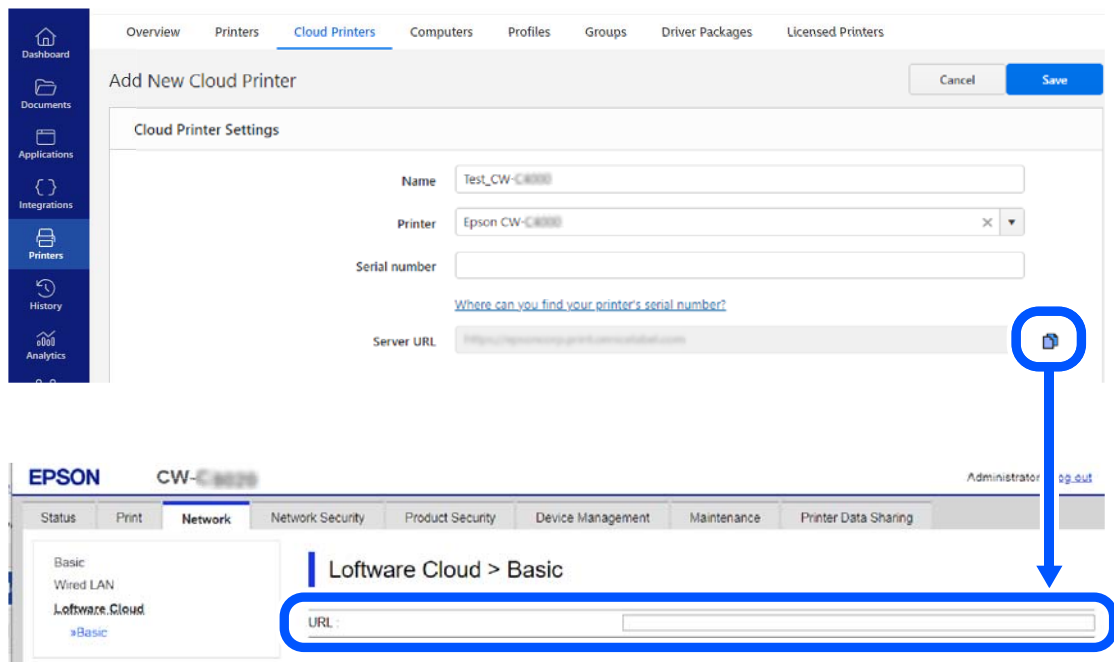 Overview Printers Cloud Printers Computers Profiles Groups Driver Packages Licensed Printers
Dashboard
Documents
Applications
Integrations
Printers
History
Analytics
Add New Cloud Printer
Cancel Save
Cloud Printer Settings
Name Test_CW-
Printer Epson CW-
Serial number
Where can you find your printer's serial number?
Server URL
EPSON CW-
Administrator
Status Print Network Network Security Product Security Device Management Maintenance Printer Data Sharing
Basic
Wired LAN
Loftware Cloud
»Basic
Loftware Cloud > Basic
URL :